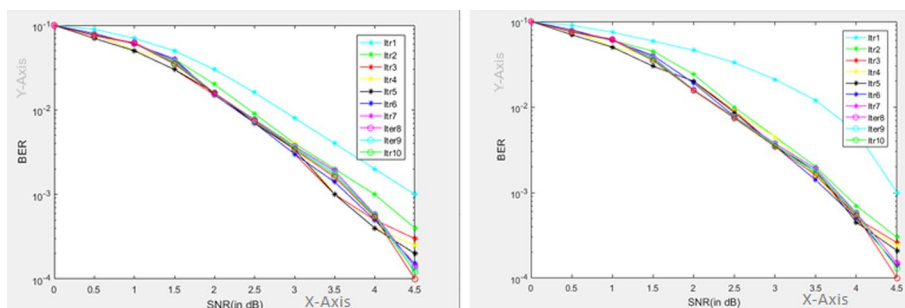 10^-1
10^-2
10^-3
10^-4
Y-Axis
BER
Itr1
Itr2
Itr3
Itr4
Itr5
Itr6
Itr7
Iter8
Iter9
Itr10
0 0.5 1 1.5 2 2.5 3 3.5 4 4.5
SNR(in dB) X-Axis
10^-1
10^-2
10^-3
10^-4
Y-Axis
BER
Itr1
Itr2
Itr3
Itr4
Itr5
Itr6
Itr7
Iter8
Iter9
Itr10
0 0.5 1 1.5 2 2.5 3 3.5 4 4.5
SNR(in dB) X-Axis